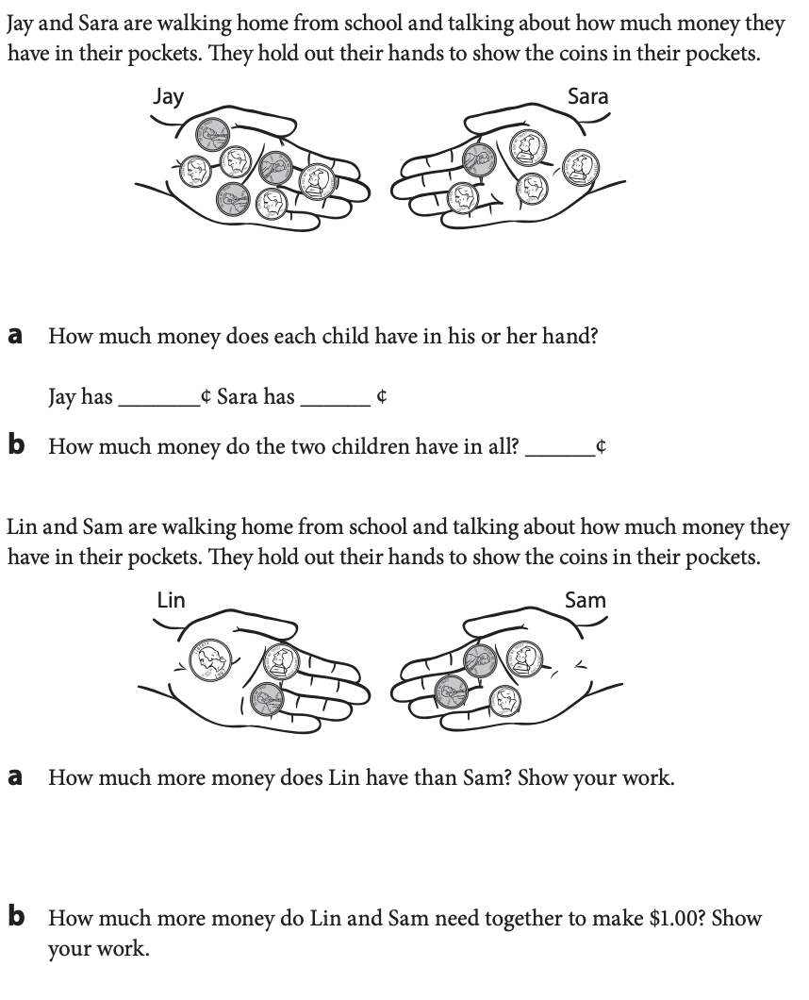 Jay and Sara are walking home from school and talking about how much money they
have in their pockets. They hold out their hands to show the coins in their pockets.
Jay
Sara
a How much money does each child have in his or her hand?
Jay has _______¢ Sara has ______ ¢
b How much money do the two children have in all? ______¢
Lin and Sam are walking home from school and talking about how much money they
have in their pockets. They hold out their hands to show the coins in their pockets.
Lin
Sam
a How much more money does Lin have than Sam? Show your work.
b How much more money do Lin and Sam need together to make $1.00? Show
your work.